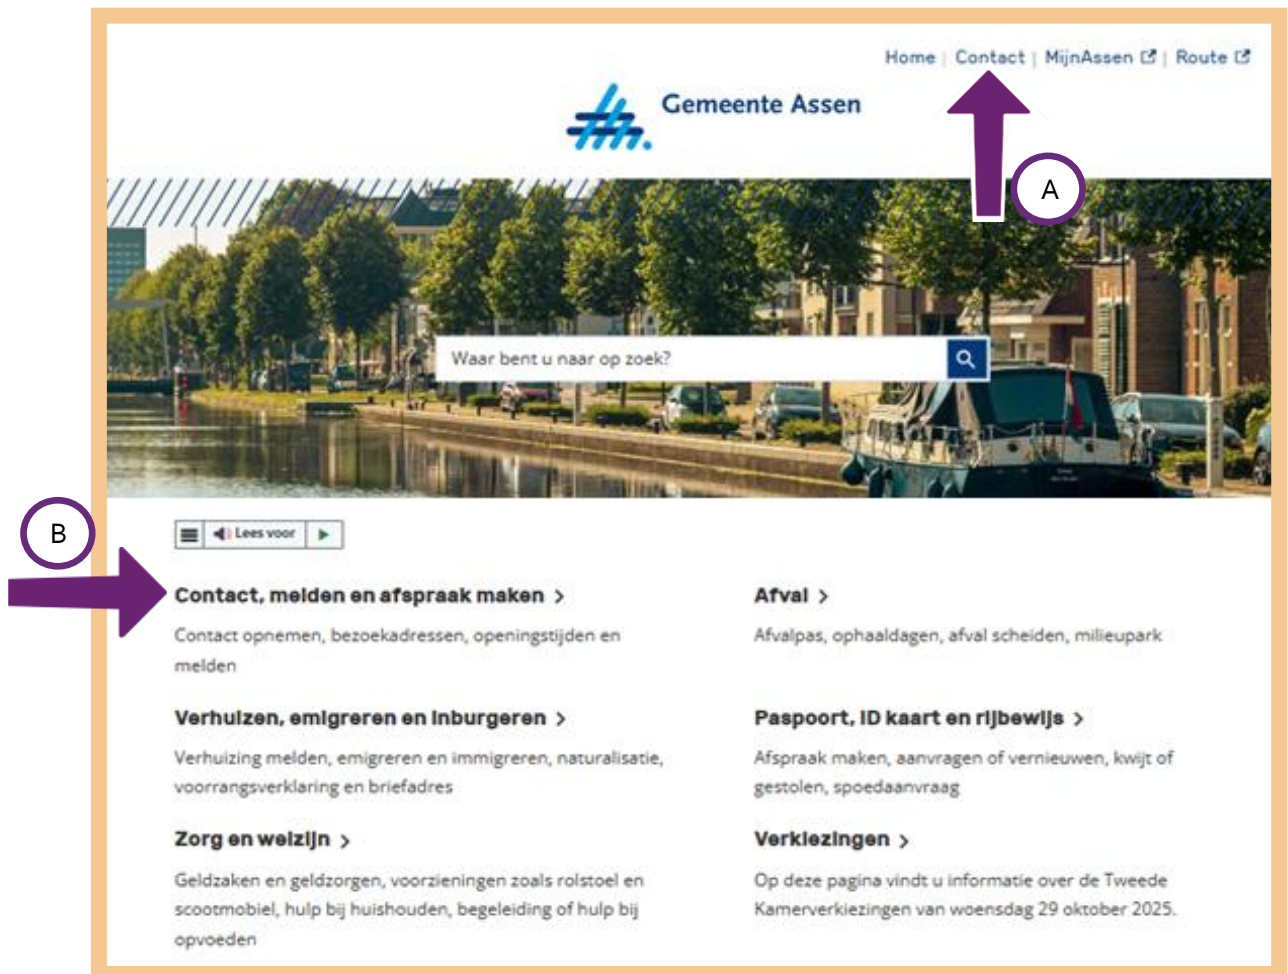 Home | Contact | MijnAssen | Route
Gemeente Assen
A
Waar bent u naar op zoek?
B
Lees voor
Contact, melden en afspraak maken >
Contact opnemen, bezoekadressen, openingstijden en
melden
Afval >
Afvalpas, ophaaldagen, afval scheiden, milieupark
Verhuizen, emigreren en inburgeren >
Verhuizing melden, emigreren en immigreren, naturalisatie,
voorrangsverklaring en briefadres
Paspoort, ID kaart en rijbewijs >
Afspraak maken, aanvragen of vernieuwen, kwijt of
gestolen, spoedaanvraag
Zorg en welzijn >
Geldzaken en geldzorgen, voorzieningen zoals rolstoel en
scootmobiel, hulp bij huishouden, begeleiding of hulp bij
opvoeden
Verkiezingen >
Op deze pagina vindt u informatie over de Tweede
Kamerverkiezingen van woensdag 29 oktober 2025.